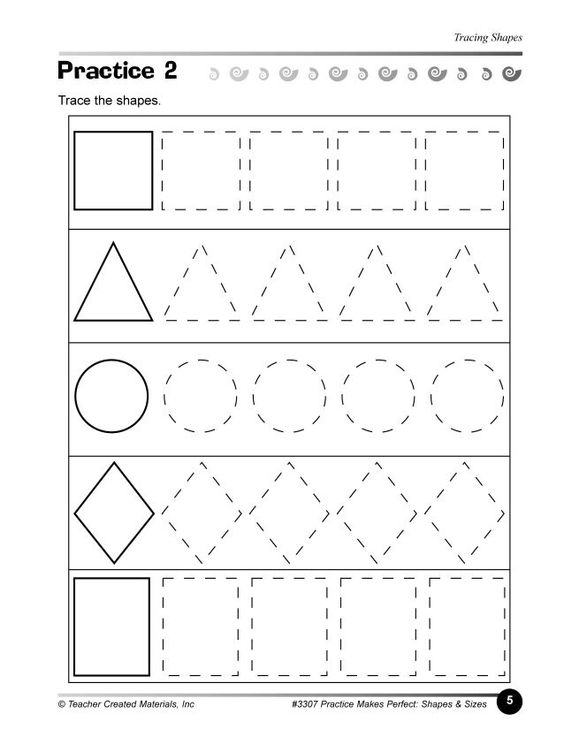 Tracing Shapes
Practice 2
Trace the shapes.
© Teacher Created Materials, Inc
#3307 Practice Makes Perfect: Shapes & Sizes
5